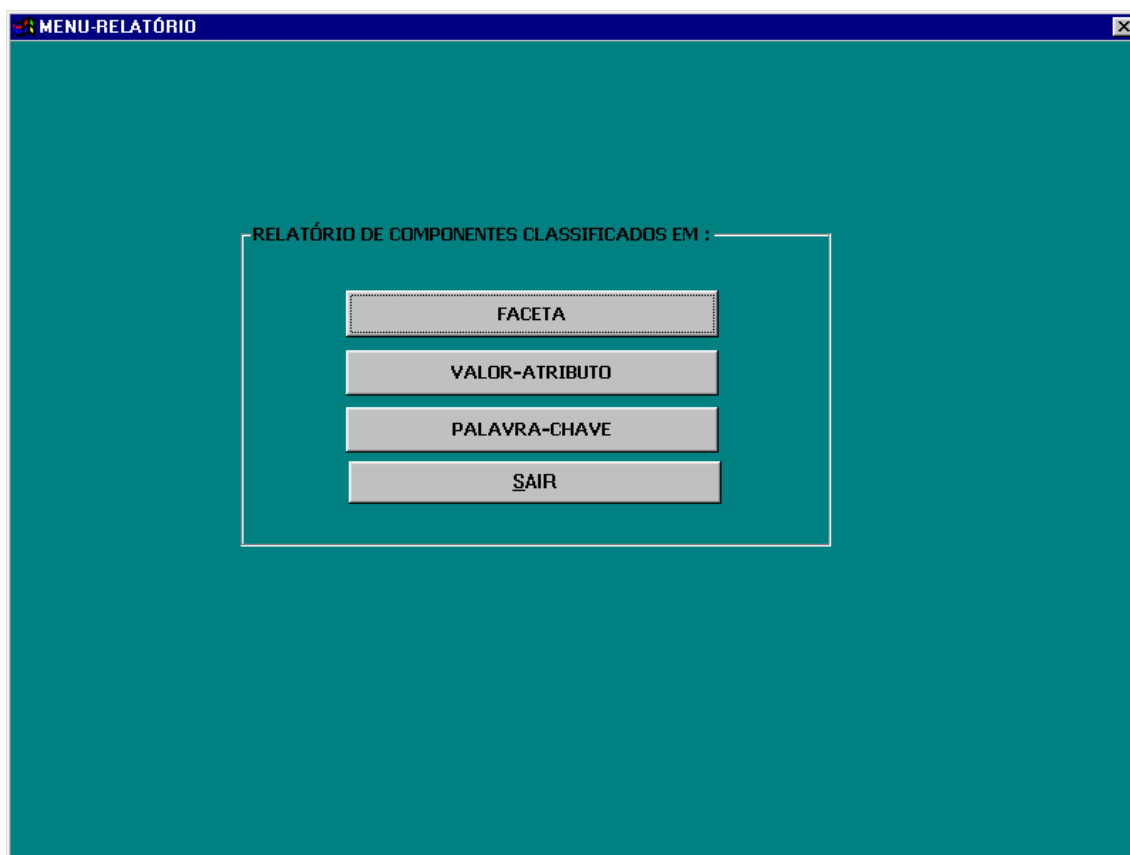 MENU-RELATÓRIO
RELATÓRIO DE COMPONENTES CLASSIFICADOS EM :
FACETA
VALOR-ATRIBUTO
PALAVRA-CHAVE
SAIR